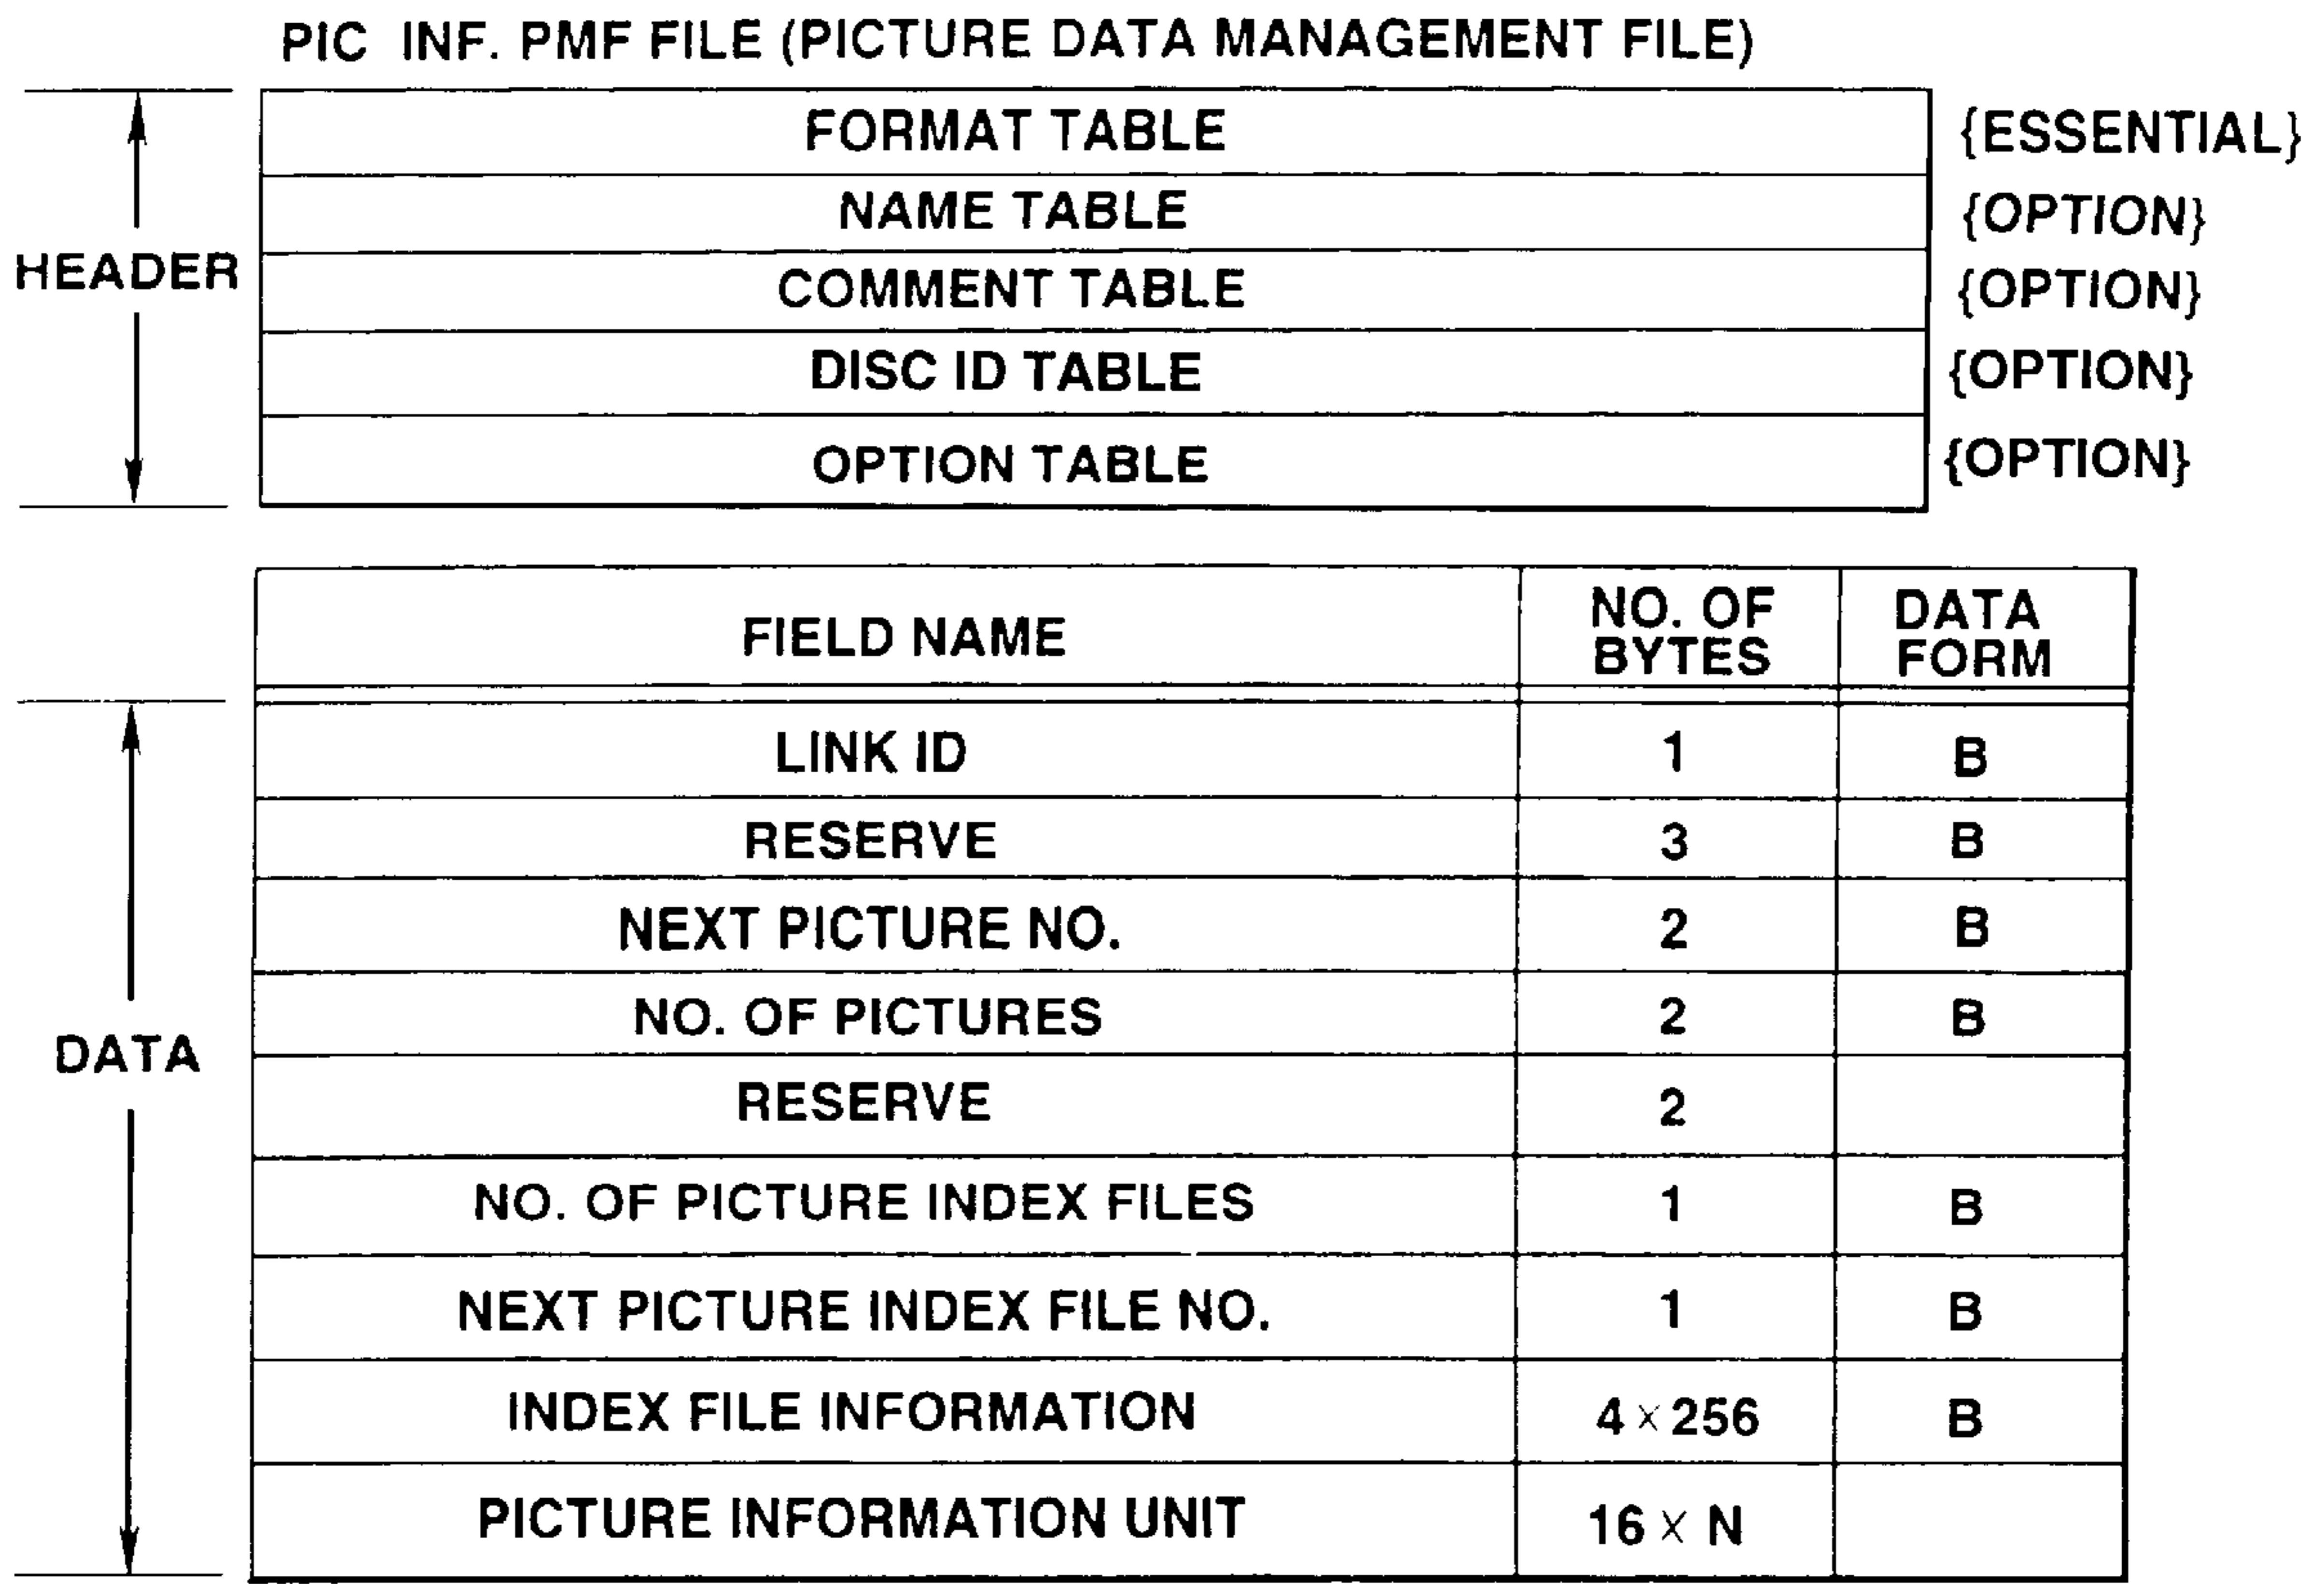 PIC INF. PMF FILE (PICTURE DATA MANAGEMENT FILE)
FORMAT TABLE {ESSENTIAL}
NAME TABLE {OPTION}
HEADER COMMENT TABLE {OPTION}
DISC ID TABLE {OPTION}
OPTION TABLE {OPTION}
FIELD NAME NO. OF BYTES DATA FORM
LINK ID 1 B
RESERVE 3 B
NEXT PICTURE NO. 2 B
NO. OF PICTURES 2 B
DATA
RESERVE 2
NO. OF PICTURE INDEX FILES 1 B
NEXT PICTURE INDEX FILE NO. 1 B
INDEX FILE INFORMATION 4 × 256 B
PICTURE INFORMATION UNIT 16 × N